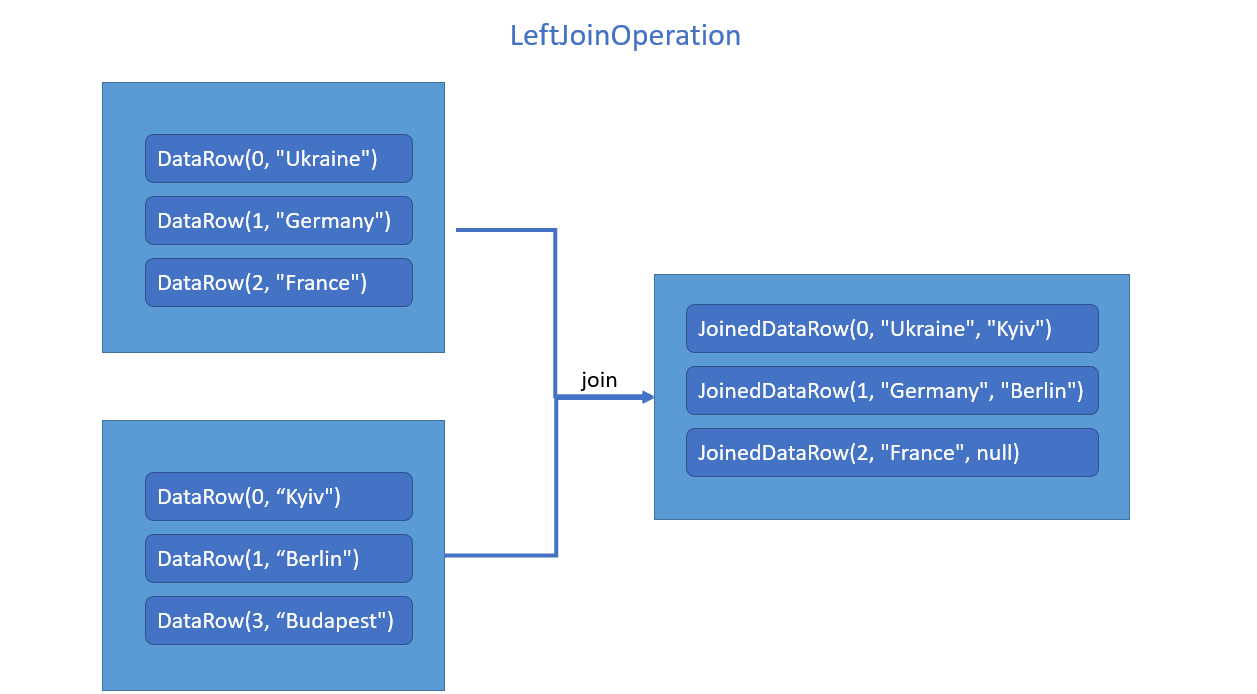 LeftJoinOperation
DataRow(0, "Ukraine")
DataRow(1, "Germany")
DataRow(2, "France")
join
JoinedDataRow(0, "Ukraine", "Kyiv")
JoinedDataRow(1, "Germany", "Berlin")
JoinedDataRow(2, "France", null)
DataRow(0, “Kyiv")
DataRow(1, “Berlin")
DataRow(3, “Budapest")